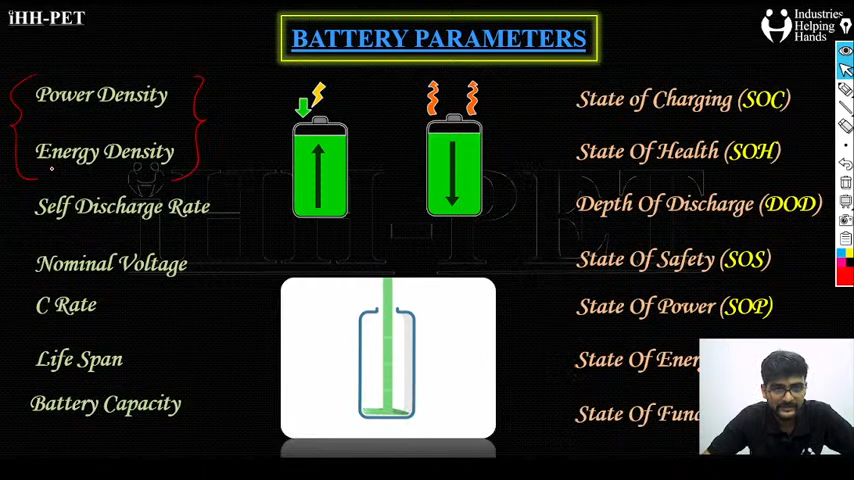 iHH-PET
BATTERY PARAMETERS
Industries
Helping
Hands
Power Density
Energy Density
Self Discharge Rate
Nominal Voltage
C Rate
Life Span
Battery Capacity
State of Charging (SOC)
State Of Health (SOH)
Depth Of Discharge (DOD)
State Of Safety (SOS)
State Of Power (SOP)
State Of
State Of
iHH-PET